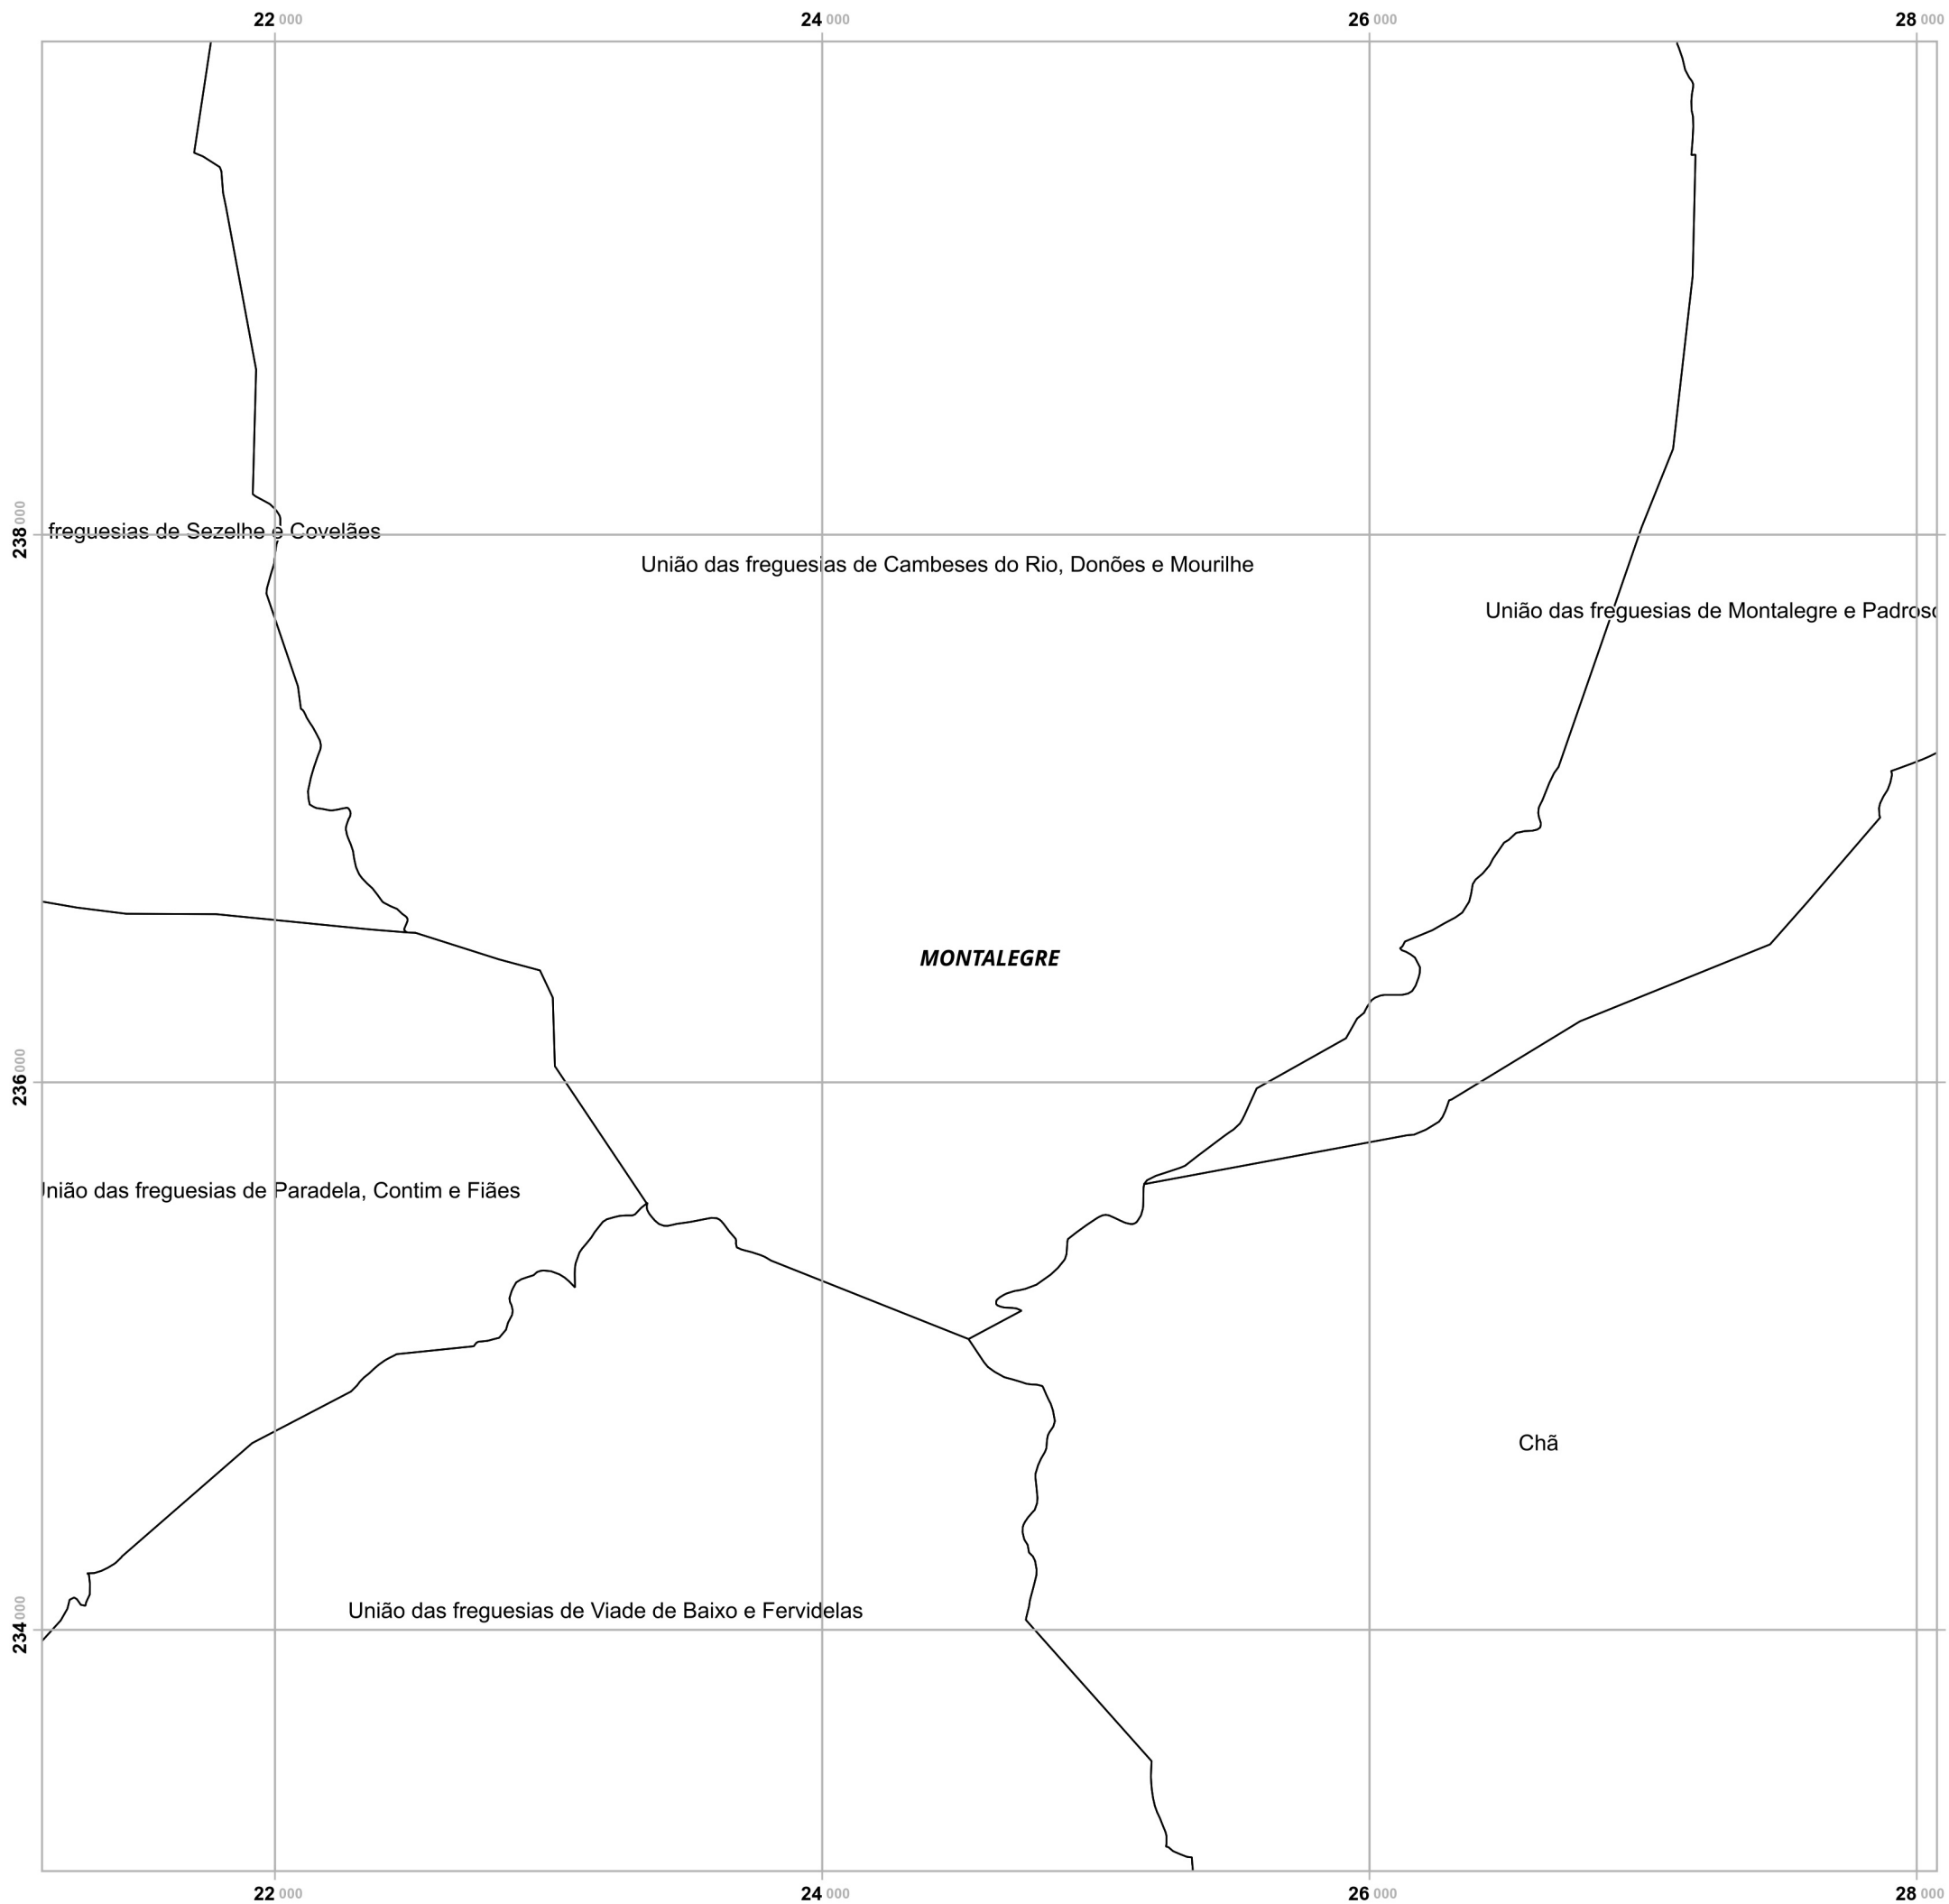 22 000 24 000 26 000 28 000
238 000
freguesias de Sezelhe e Covelães
União das freguesias de Cambeses do Rio, Donões e Mourilhe
União das freguesias de Montalegre e Padroso
MONTALEGRE
236 000
União das freguesias de Paradela, Contim e Fiães
Chã
União das freguesias de Viade de Baixo e Fervidelas
234 000
22 000 24 000 26 000 28 000